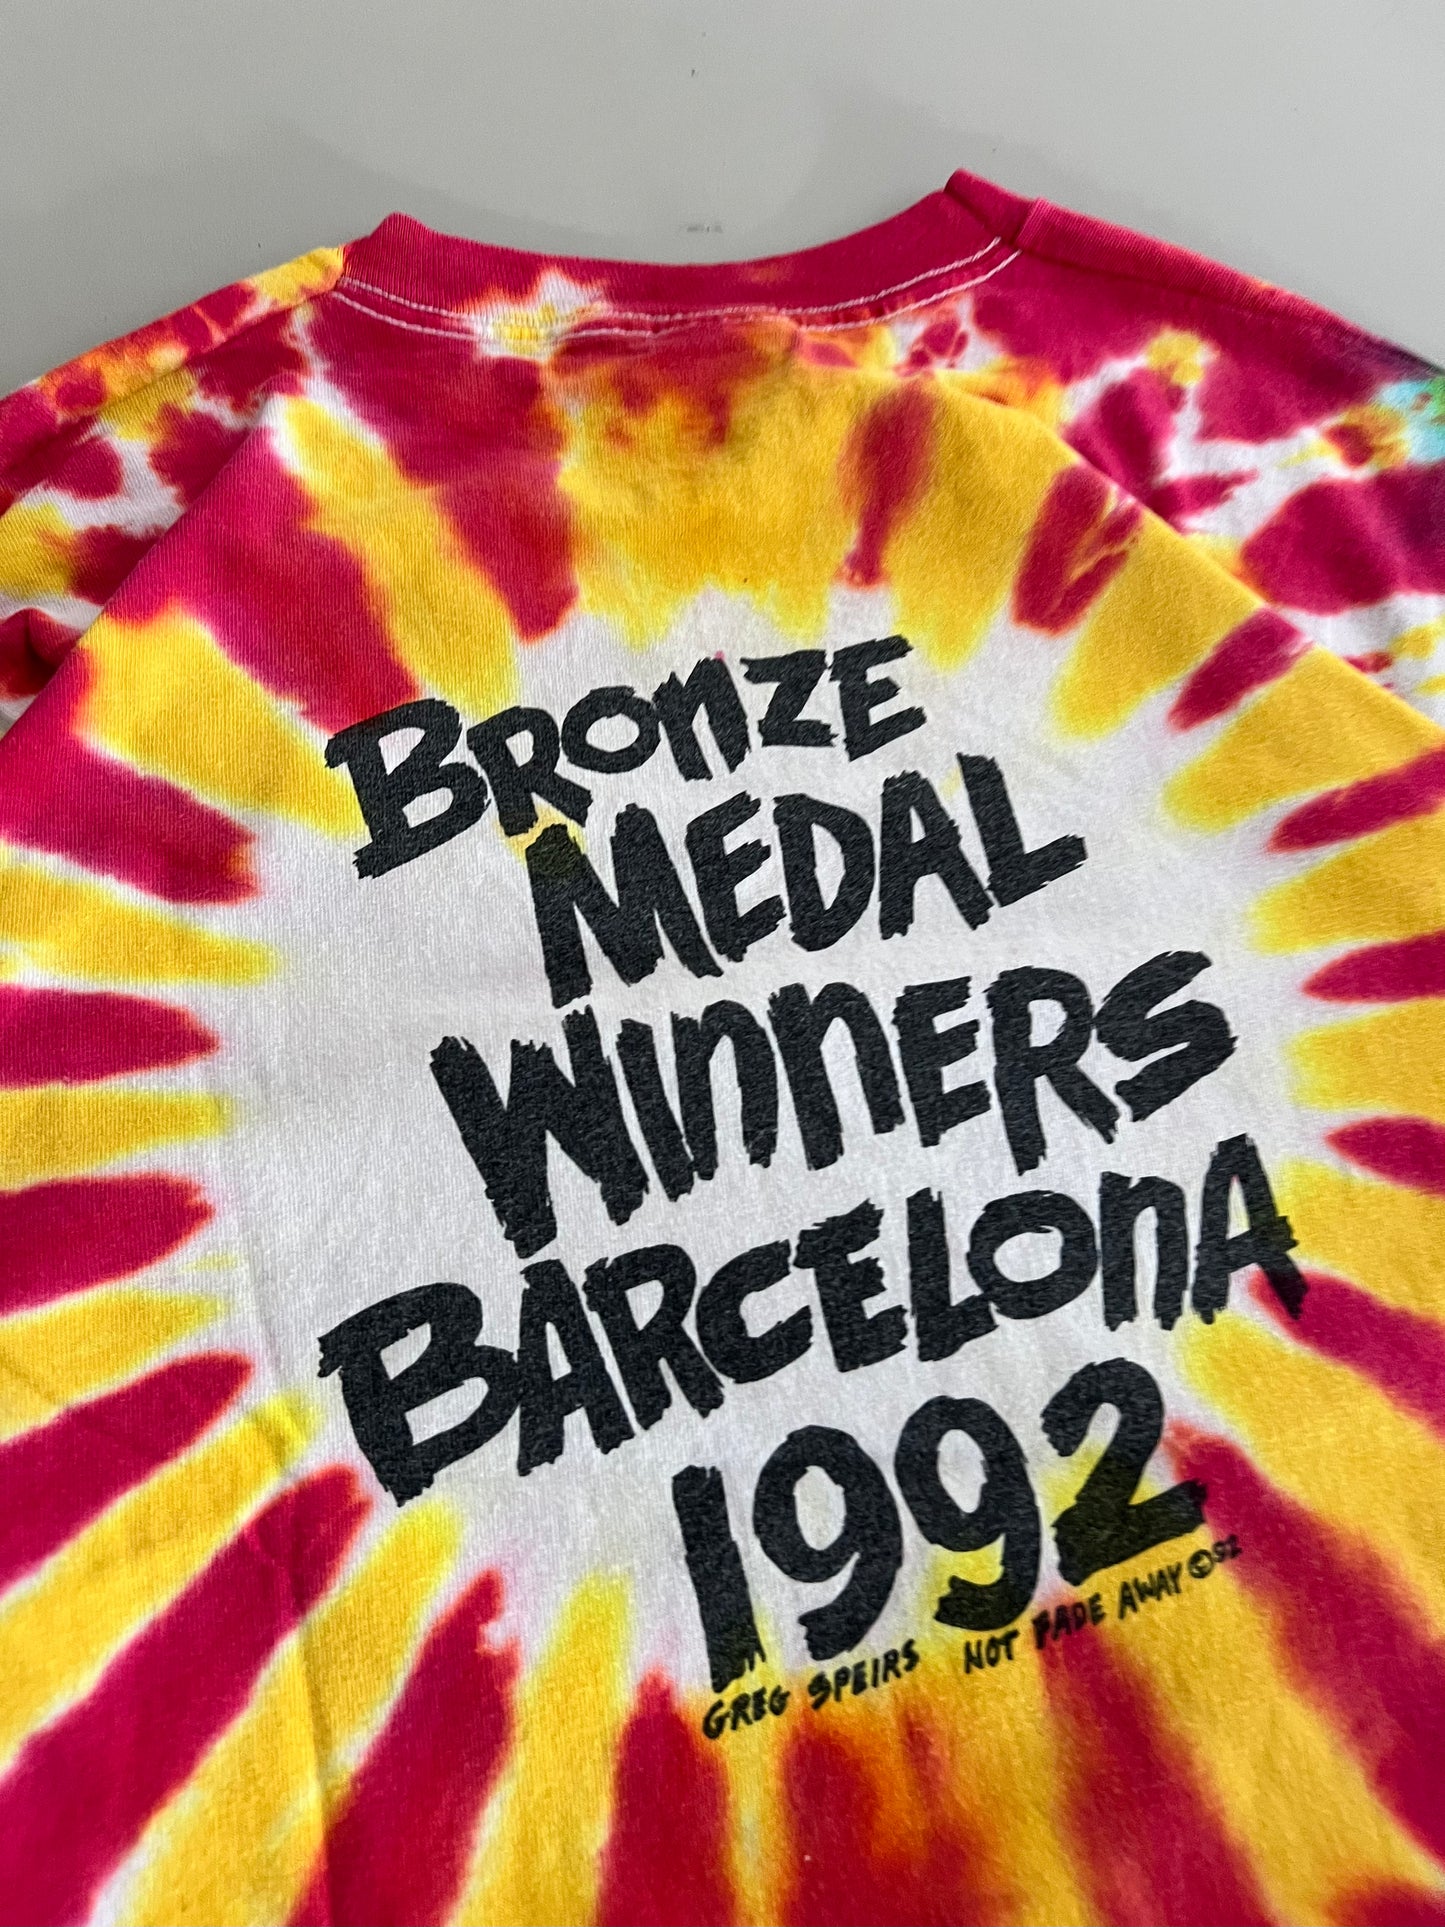 BRONZE
MEDAL
WINNERS
BARCELONA
1992
GREG SPEIRS NOT FADE AWAY ©92